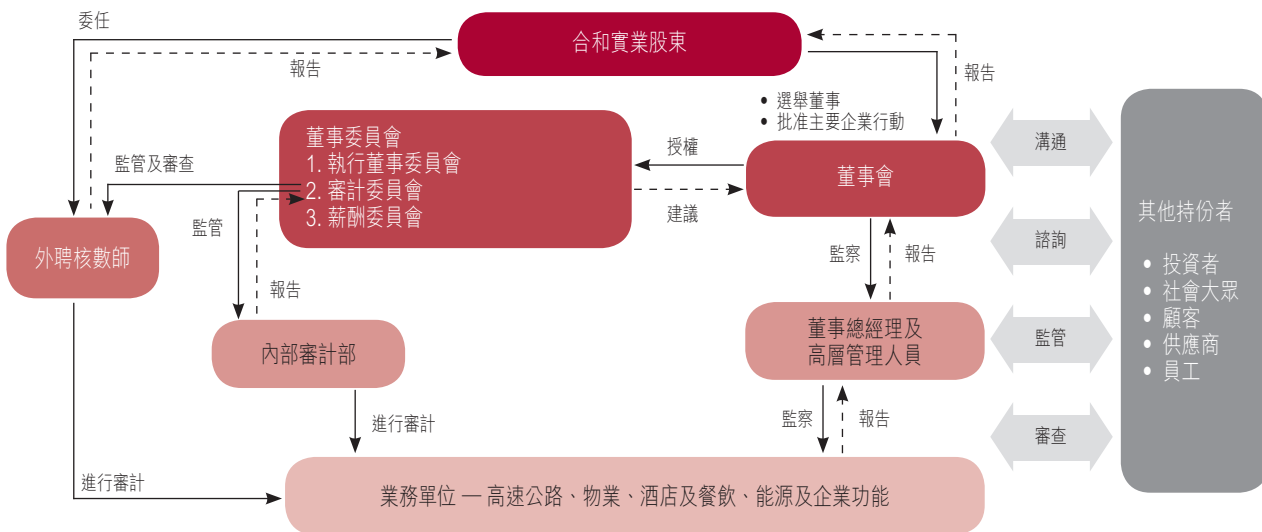 委任
合和實業股東
報告
報告
• 選舉董事
• 批准主要企業行動
董事委員會
1. 執行董事委員會
2. 審計委員會
3. 薪酬委員會
監管及審查
授權
建議
董事會
溝通
其他持份者
• 投資者
• 社會大眾
• 顧客
• 供應商
• 員工
外聘核數師
監管
報告
監察
報告
諮詢
內部審計部
董事總經理及
高層管理人員
監管
進行審計
監察
報告
審查
進行審計
業務單位 — 高速公路、物業、酒店及餐飲、能源及企業功能